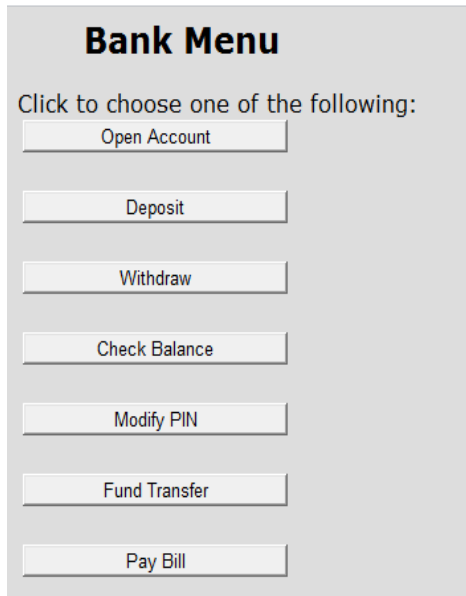 Bank Menu
Click to choose one of the following:
Open Account
Deposit
Withdraw
Check Balance
Modify PIN
Fund Transfer
Pay Bill